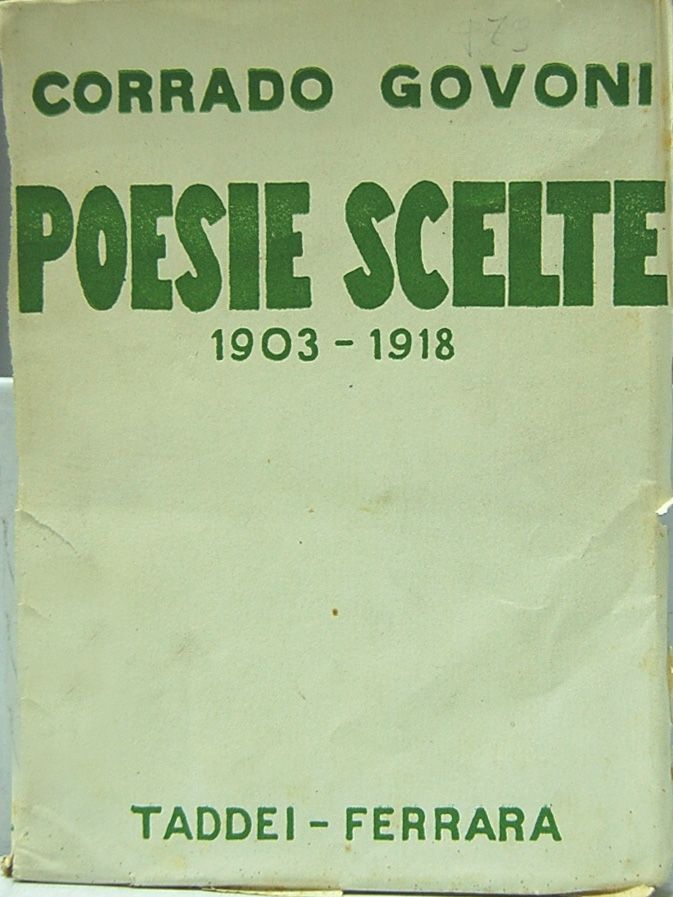 CORRADO GOVONI
POESIE SCELTE
1903 - 1918
TADDEI - FERRARA